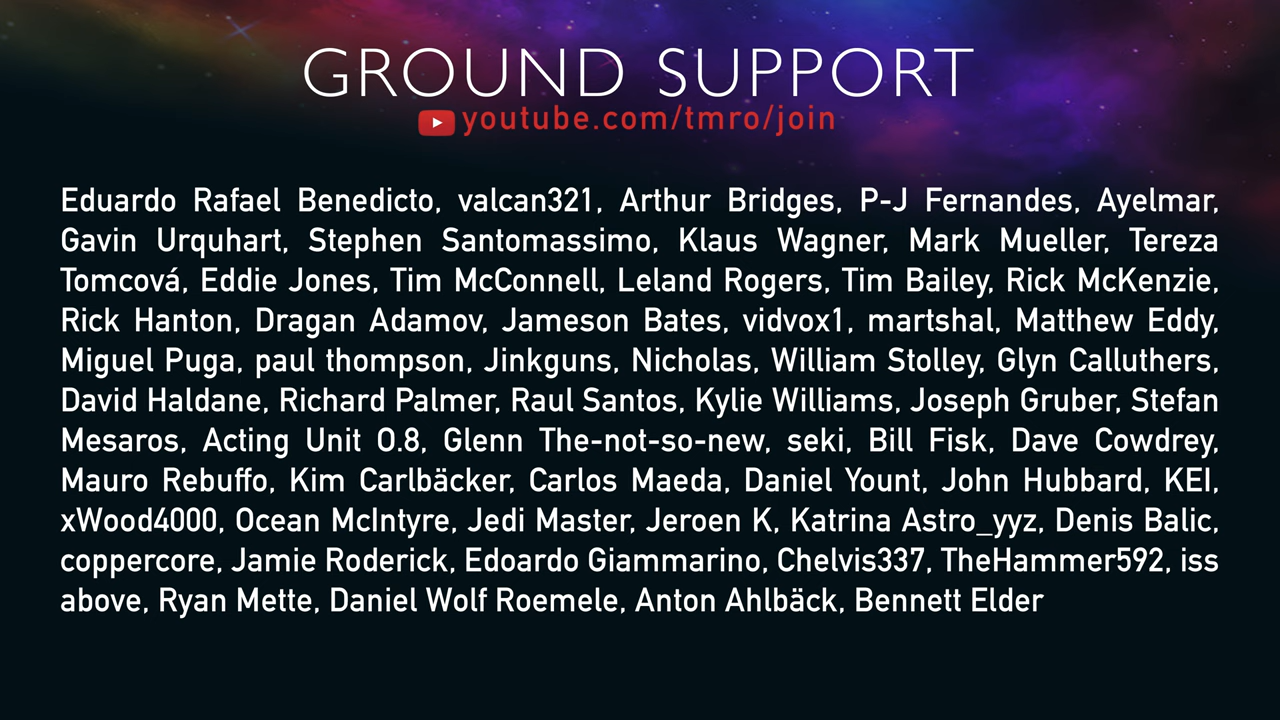 GROUND SUPPORT
youtube.com/tmro/join
Eduardo Rafael Benedicto, valcan321, Arthur Bridges, P-J Fernandes, Ayelmar,
Gavin Urquhart, Stephen Santomassimo, Klaus Wagner, Mark Mueller, Tereza
Tomcová, Eddie Jones, Tim McConnell, Leland Rogers, Tim Bailey, Rick McKenzie,
Rick Hanton, Dragan Adamov, Jameson Bates, vidvox1, martshal, Matthew Eddy,
Miguel Puga, paul thompson, Jinkguns, Nicholas, William Stolley, Glyn Calluthers,
David Haldane, Richard Palmer, Raul Santos, Kylie Williams, Joseph Gruber, Stefan
Mesaros, Acting Unit 0.8, Glenn The-not-so-new, seki, Bill Fisk, Dave Cowdrey,
Mauro Rebuffo, Kim Carlbäcker, Carlos Maeda, Daniel Yount, John Hubbard, KEI,
xWood4000, Ocean McIntyre, Jedi Master, Jeroen K, Katrina Astro_yyz, Denis Balic,
coppercore, Jamie Roderick, Edoardo Giammarino, Chelvis337, TheHammer592, iss
above, Ryan Mette, Daniel Wolf Roemele, Anton Ahlbäck, Bennett Elder